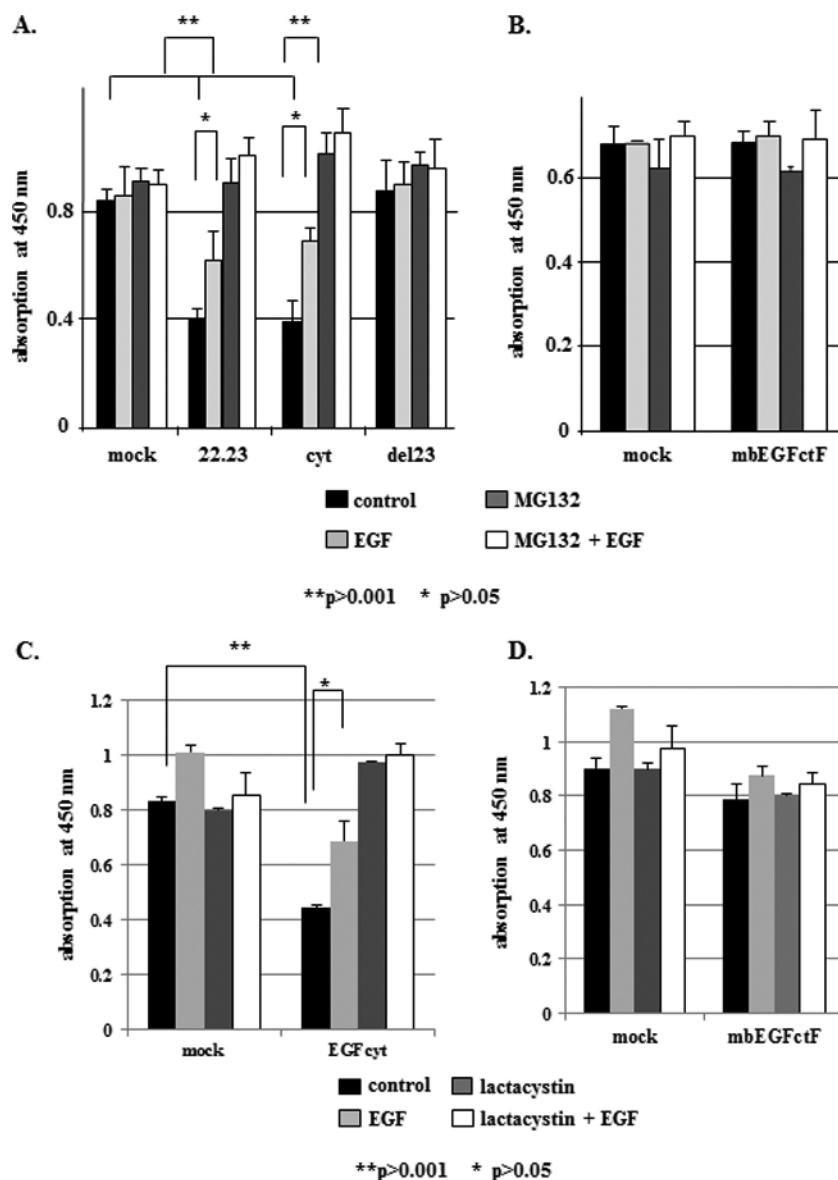 A.
**
**
*
*
absorption at 450 nm
0.8
0.4
0
mock 22.23 cyt del23
B.
absorption at 450 nm
0.6
0.4
0.2
0
mock mbEGFctF
control MG132
EGF MG132 + EGF
**p>0.001 * p>0.05
C.
**
*
absorption at 450 nm
1.2
1
0.8
0.6
0.4
0.2
0
mock EGFcyt
D.
absorption at 450 nm
1.2
1
0.8
0.6
0.4
0.2
0
mock mbEGFctF
control lactacystin
EGF lactacystin + EGF
**p>0.001 * p>0.05